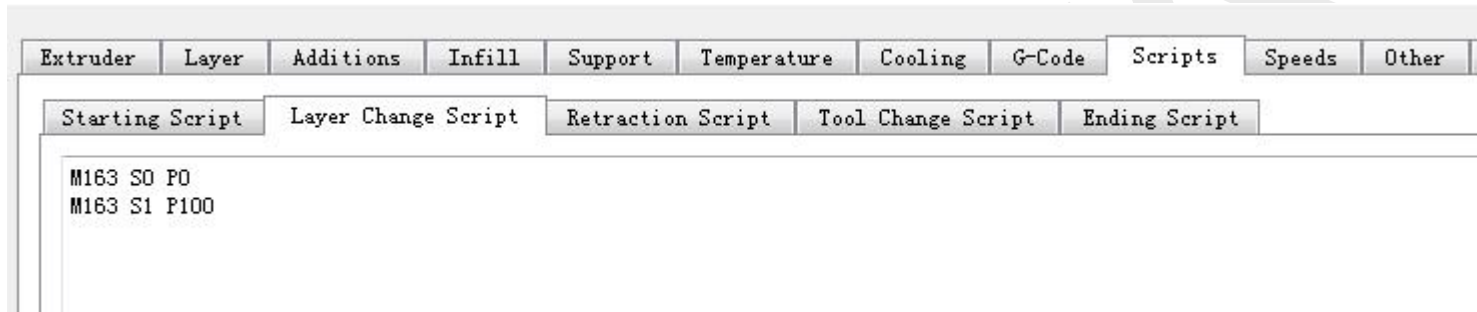 Extruder Layer Additions Infill Support Temperature Cooling G-Code Scripts Speeds Other
Starting Script Layer Change Script Retraction Script Tool Change Script Ending Script
M163 S0 P0
M163 S1 P100